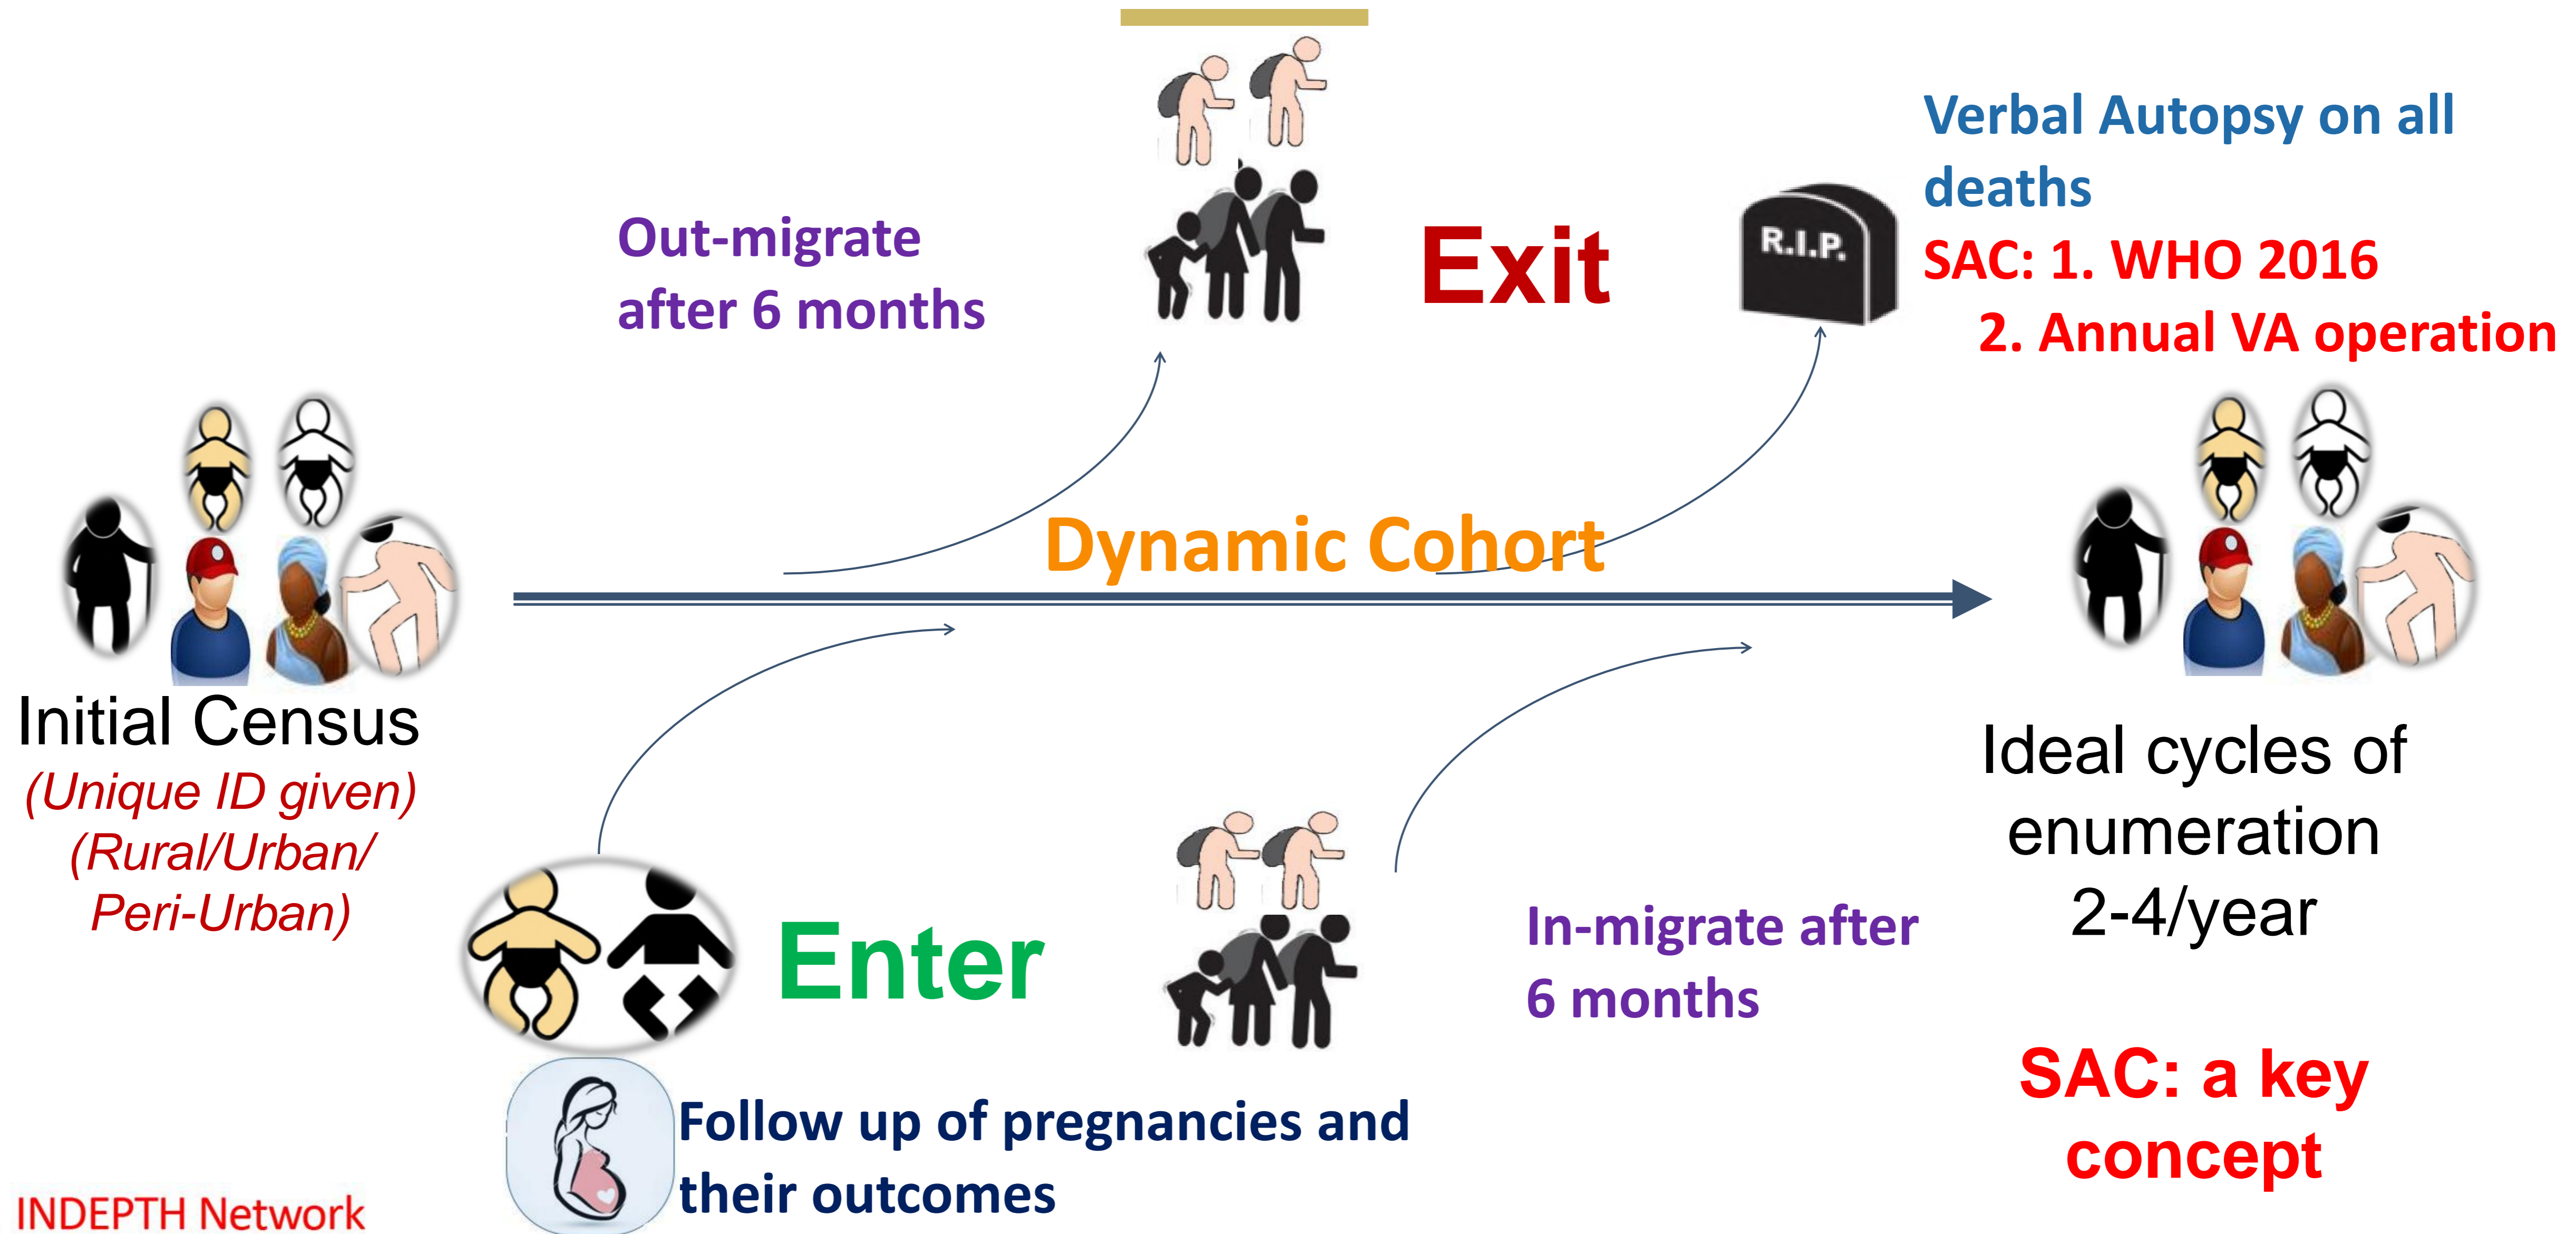 Verbal Autopsy on all
deaths
SAC: 1. WHO 2016
2. Annual VA operation
Out-migrate
after 6 months
Exit
R.I.P.
Dynamic Cohort
Initial Census
(Unique ID given)
(Rural/Urban/
Peri-Urban)
Enter
In-migrate after
6 months
Ideal cycles of
enumeration
2-4/year
SAC: a key
concept
Follow up of pregnancies and
their outcomes
INDEPTH Network